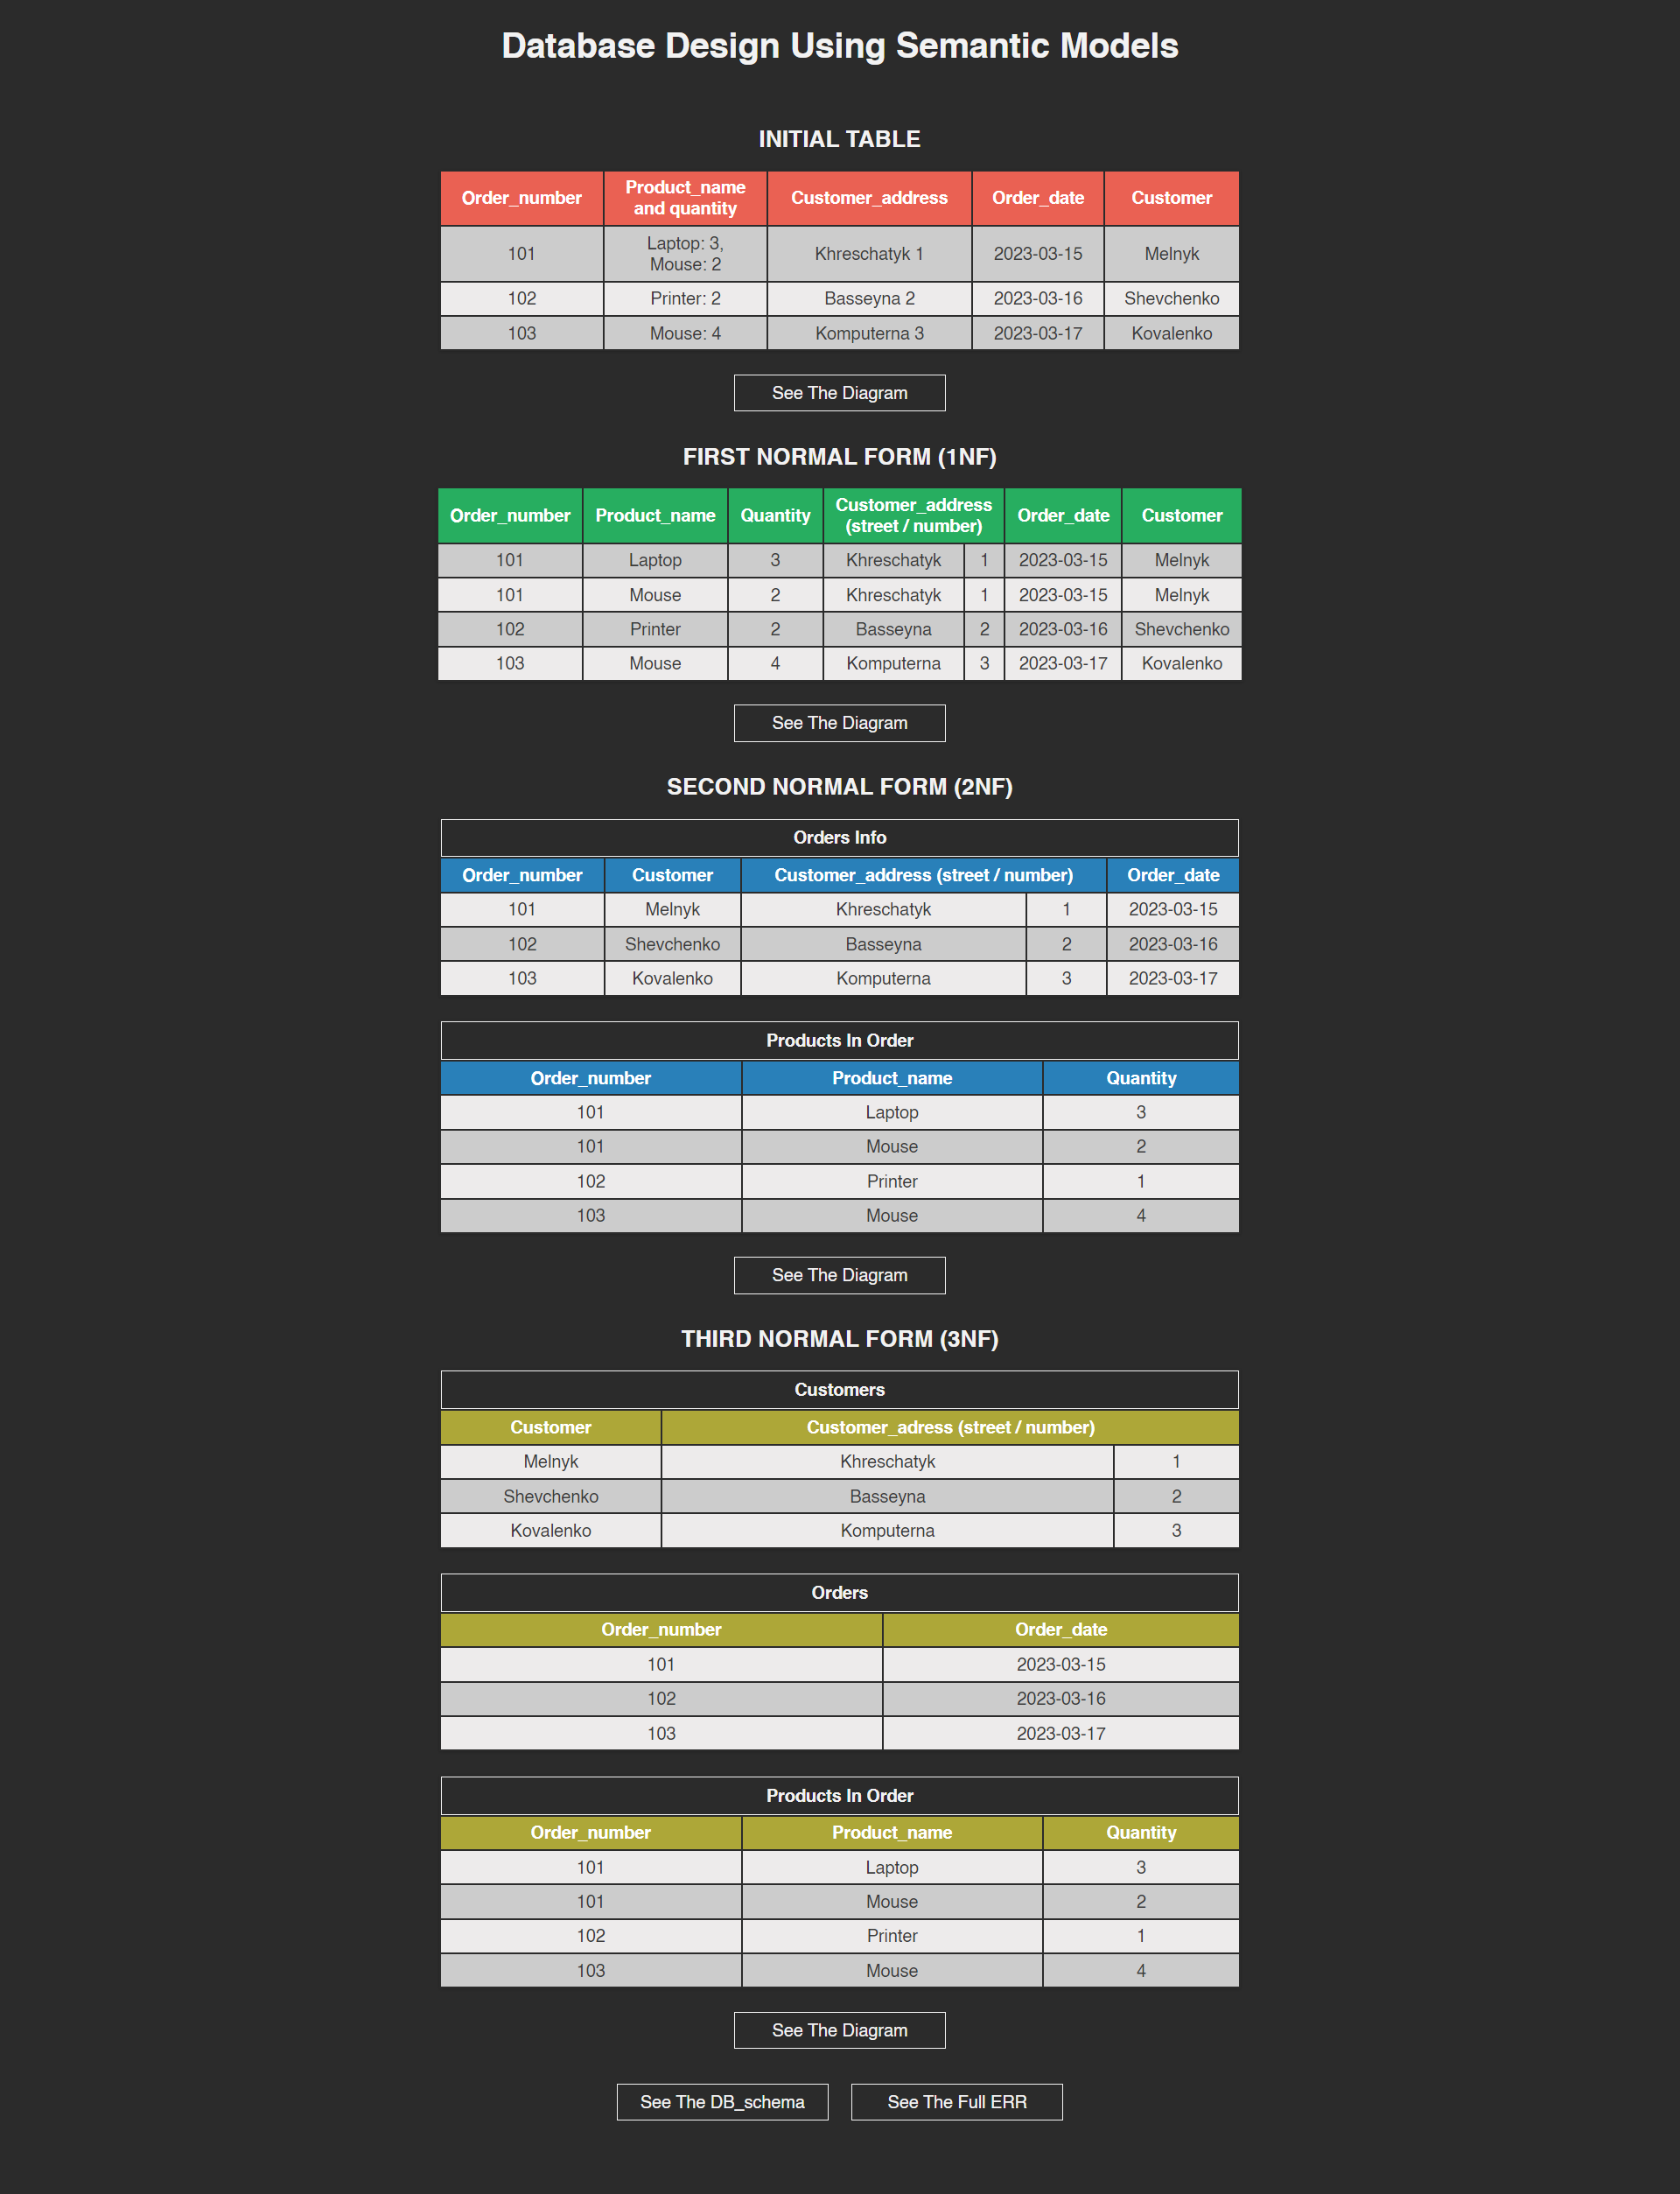 Database Design Using Semantic Models
INITIAL TABLE
Order_number Product_name and quantity Customer_address Order_date Customer
101 Laptop: 3, Mouse: 2 Khreschatyk 1 2023-03-15 Melnyk
102 Printer: 2 Basseyna 2 2023-03-16 Shevchenko
103 Mouse: 4 Komputerna 3 2023-03-17 Kovalenko
See The Diagram
FIRST NORMAL FORM (1NF)
Order_number Product_name Quantity Customer_address (street / number) Order_date Customer
101 Laptop 3 Khreschatyk 1 2023-03-15 Melnyk
101 Mouse 2 Khreschatyk 1 2023-03-15 Melnyk
102 Printer 2 Basseyna 2 2023-03-16 Shevchenko
103 Mouse 4 Komputerna 3 2023-03-17 Kovalenko
See The Diagram
SECOND NORMAL FORM (2NF)
Orders Info
Order_number Customer Customer_address (street / number) Order_date
101 Melnyk Khreschatyk 1 2023-03-15
102 Shevchenko Basseyna 2 2023-03-16
103 Kovalenko Komputerna 3 2023-03-17
Products In Order
Order_number Product_name Quantity
101 Laptop 3
101 Mouse 2
102 Printer 1
103 Mouse 4
See The Diagram
THIRD NORMAL FORM (3NF)
Customers
Customer Customer_adress (street / number)
Melnyk Khreschatyk 1
Shevchenko Basseyna 2
Kovalenko Komputerna 3
Orders
Order_number Order_date
101 2023-03-15
102 2023-03-16
103 2023-03-17
Products In Order
Order_number Product_name Quantity
101 Laptop 3
101 Mouse 2
102 Printer 1
103 Mouse 4
See The Diagram
See The DB_schema See The Full ERR